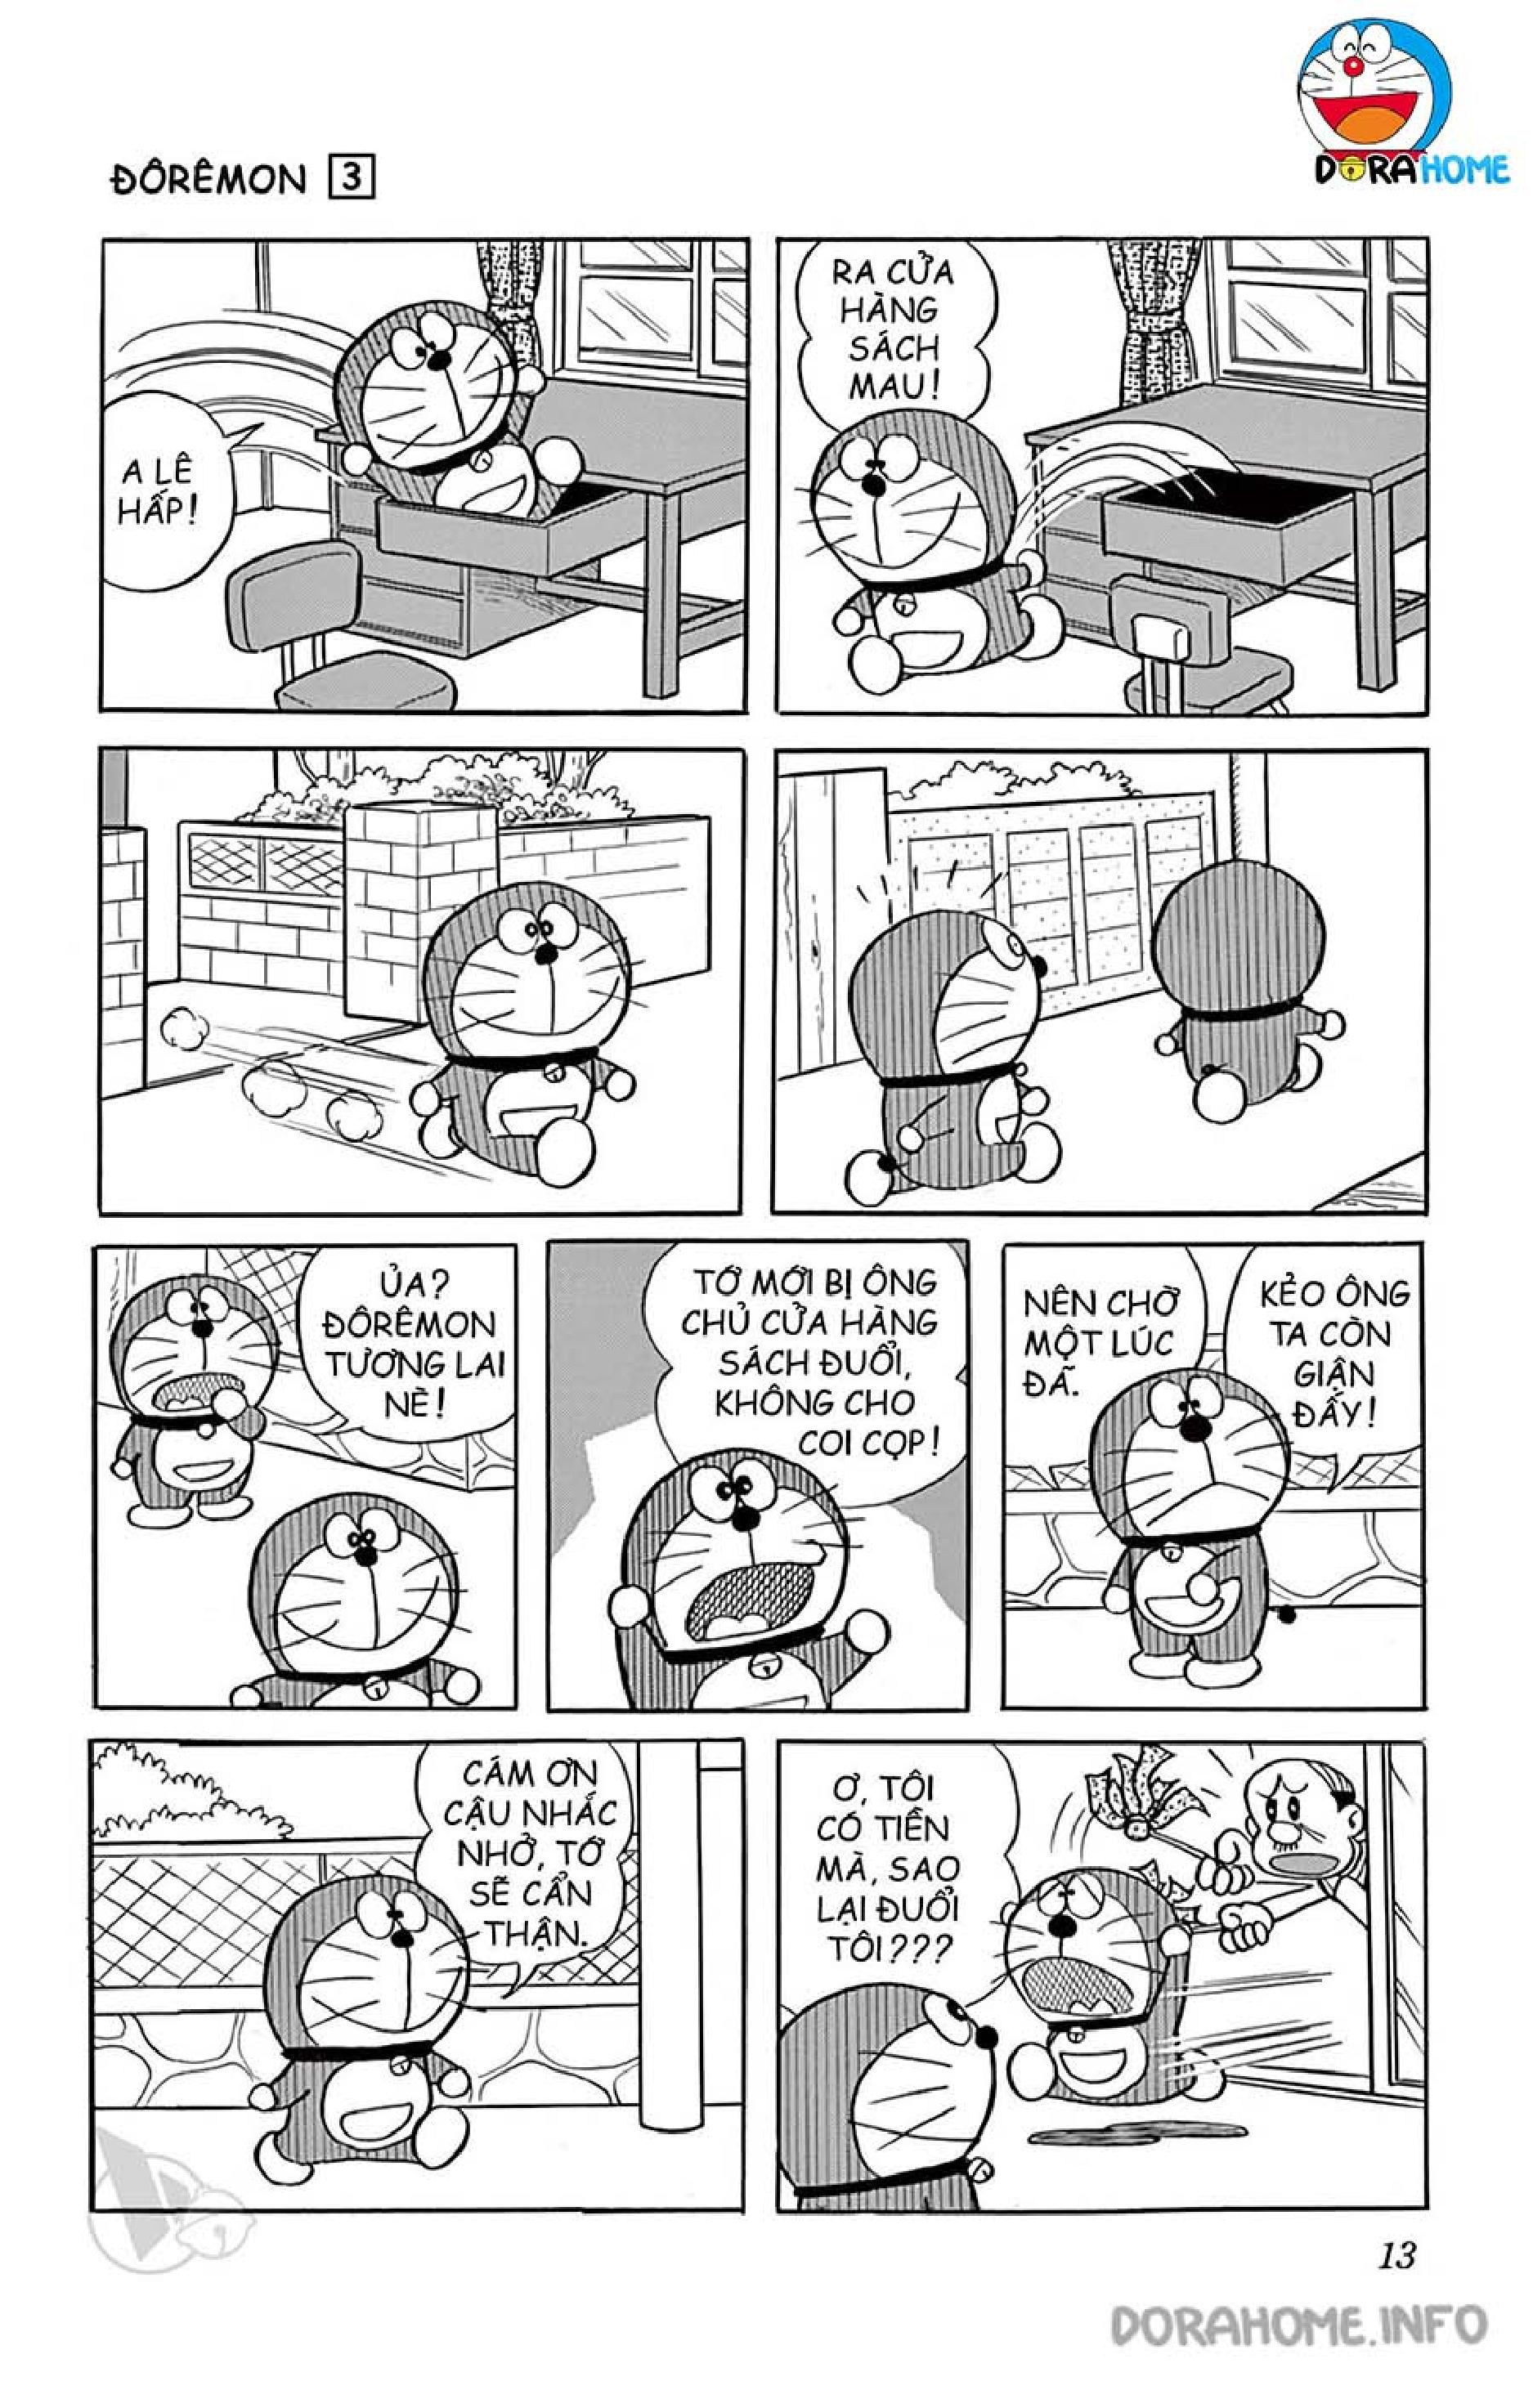 DORAHOME
ĐÔRÊMON 3
A LÊ
HẤP!
RA CỬA
HÀNG
SÁCH
MAU!
ỦA?
ĐÔRÊMON
TƯƠNG LAI
NÈ!
TỚ MỚI BỊ ÔNG
CHỦ CỬA HÀNG
SÁCH ĐUỔI,
KHÔNG CHO
COI CỌP!
NÊN CHỜ
MỘT LÚC
ĐÃ.
KẺO ÔNG
TA CÒN
GIẬN
ĐẤY!
CÁM ƠN
CẬU NHẮC
NHỞ, TỚ
SẼ CẨN
THẬN.
Ơ, TÔI
CÓ TIỀN
MÀ, SAO
LẠI ĐUỔI
TÔI???
13
DORAHOME.INFO